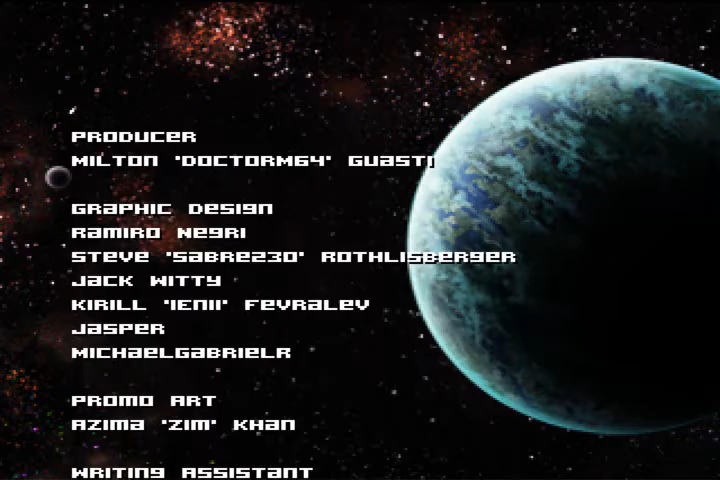 PRODUCER
MILTON 'DOCTORM64' GUASTI
GRAPHIC DESIGN
RAMIRO NEGRI
STEVE 'SABRE230' ROTHLISBERGER
JACK WITTY
KIRILL '1ENII' FEVRALEV
JASPER
MICHAELGABRIELR
PROMO ART
AZIMA 'ZIM' KHAN
WRITING ASSISTANT